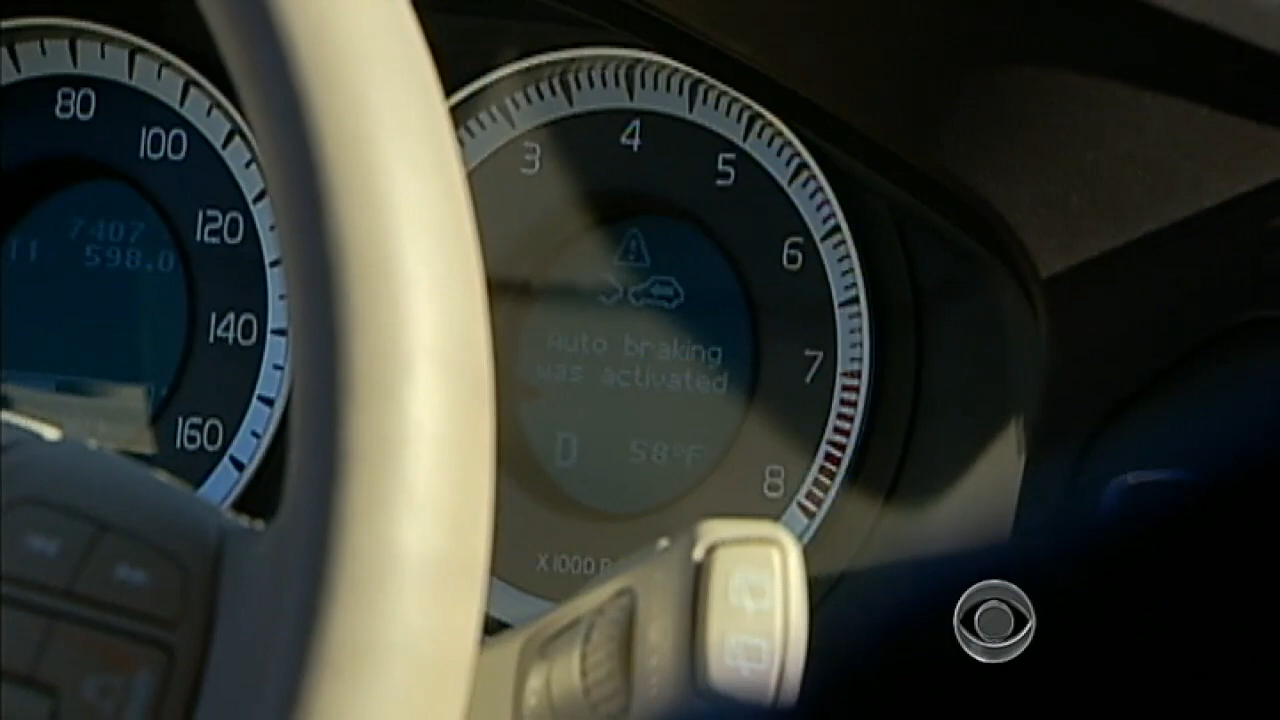 80
100
120
140
160
7407
T1 598.0
3
4
5
6
7
8
Auto braking
was activated
D 58°F
X1000